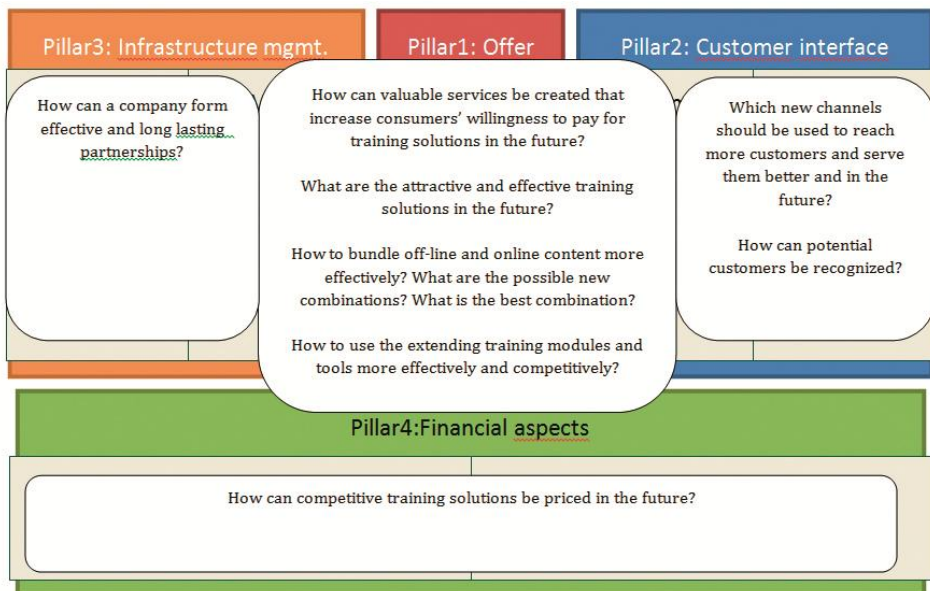 Pillar3: Infrastructure mgmt.
Pillar1: Offer
Pillar2: Customer interface
How can a company form
effective and long lasting
partnerships?
How can valuable services be created that
increase consumers’ willingness to pay for
training solutions in the future?
What are the attractive and effective training
solutions in the future?
How to bundle off-line and online content more
effectively? What are the possible new
combinations? What is the best combination?
How to use the extending training modules and
tools more effectively and competitively?
Which new channels
should be used to reach
more customers and serve
them better and in the
future?
How can potential
customers be recognized?
Pillar4:Financial aspects
How can competitive training solutions be priced in the future?